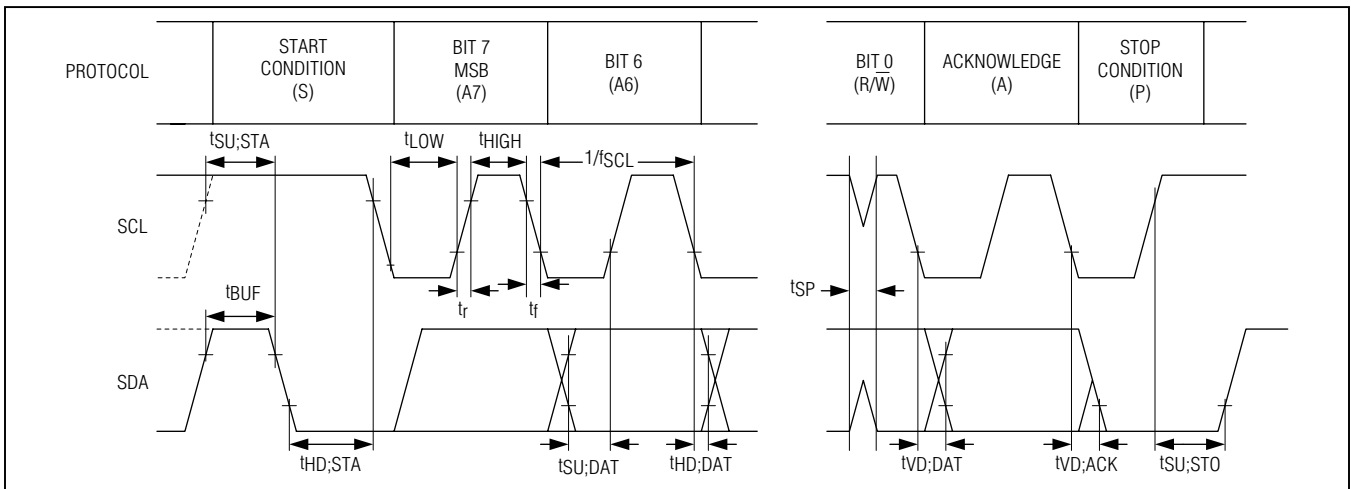 PROTOCOL
START
CONDITION
(S)
BIT 7
MSB
(A7)
BIT 6
(A6)
BIT 0
(R/W̅)
ACKNOWLEDGE
(A)
STOP
CONDITION
(P)
tSU;STA
tLOW
tHIGH
1/fSCL
SCL
tBUF
tr
tf
tSP
SDA
tHD;STA
tSU;DAT
tHD;DAT
tVD;DAT
tVD;ACK
tSU;STO